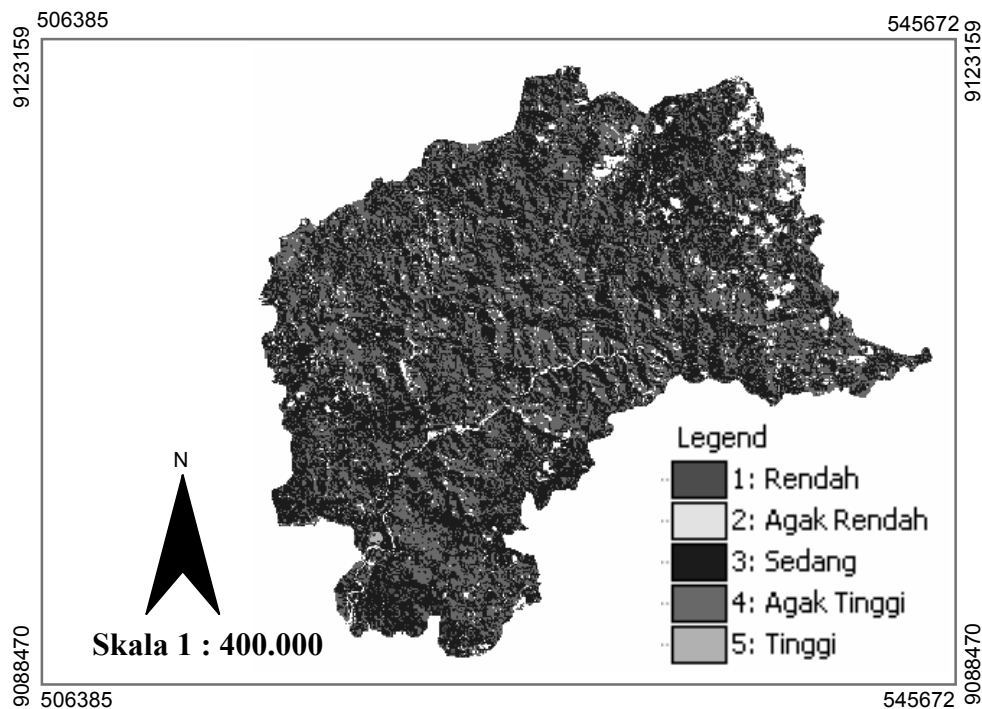 506385
545672
9123159
9123159
Legend
1: Rendah
2: Agak Rendah
3: Sedang
4: Agak Tinggi
5: Tinggi
N
Skala 1 : 400.000
9088470
9088470
506385
545672